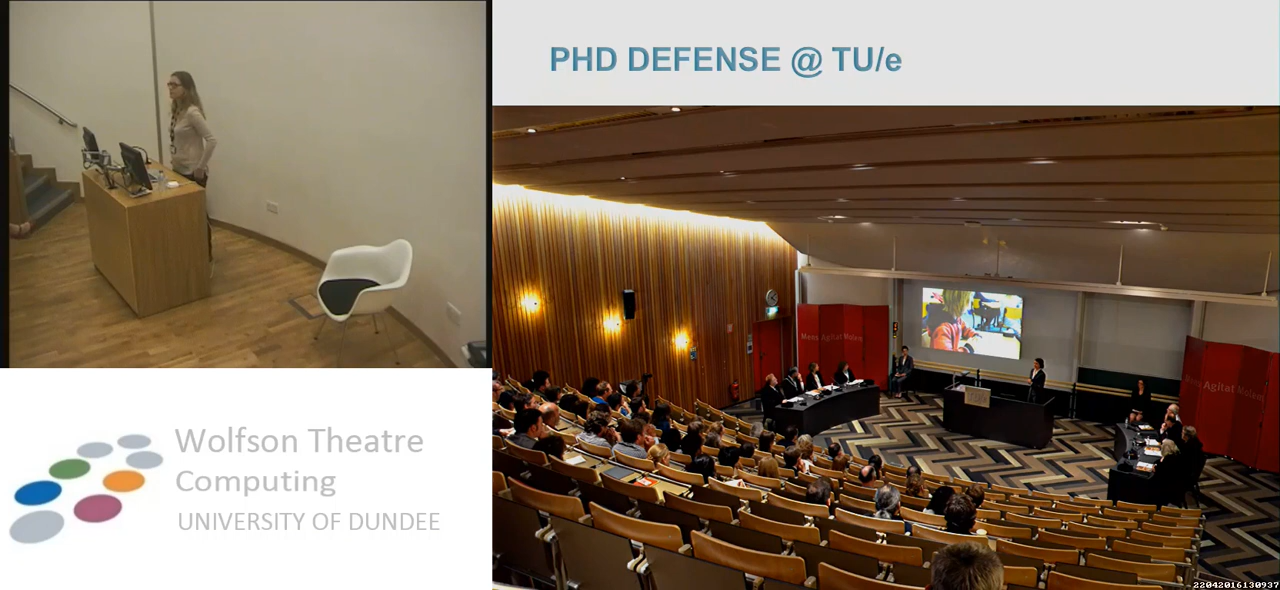 PHD DEFENSE @ TU/e
Mens Agitat Molem
Mens Agitat Molem
Wolfson Theatre
Computing
UNIVERSITY OF DUNDEE
22042016130937